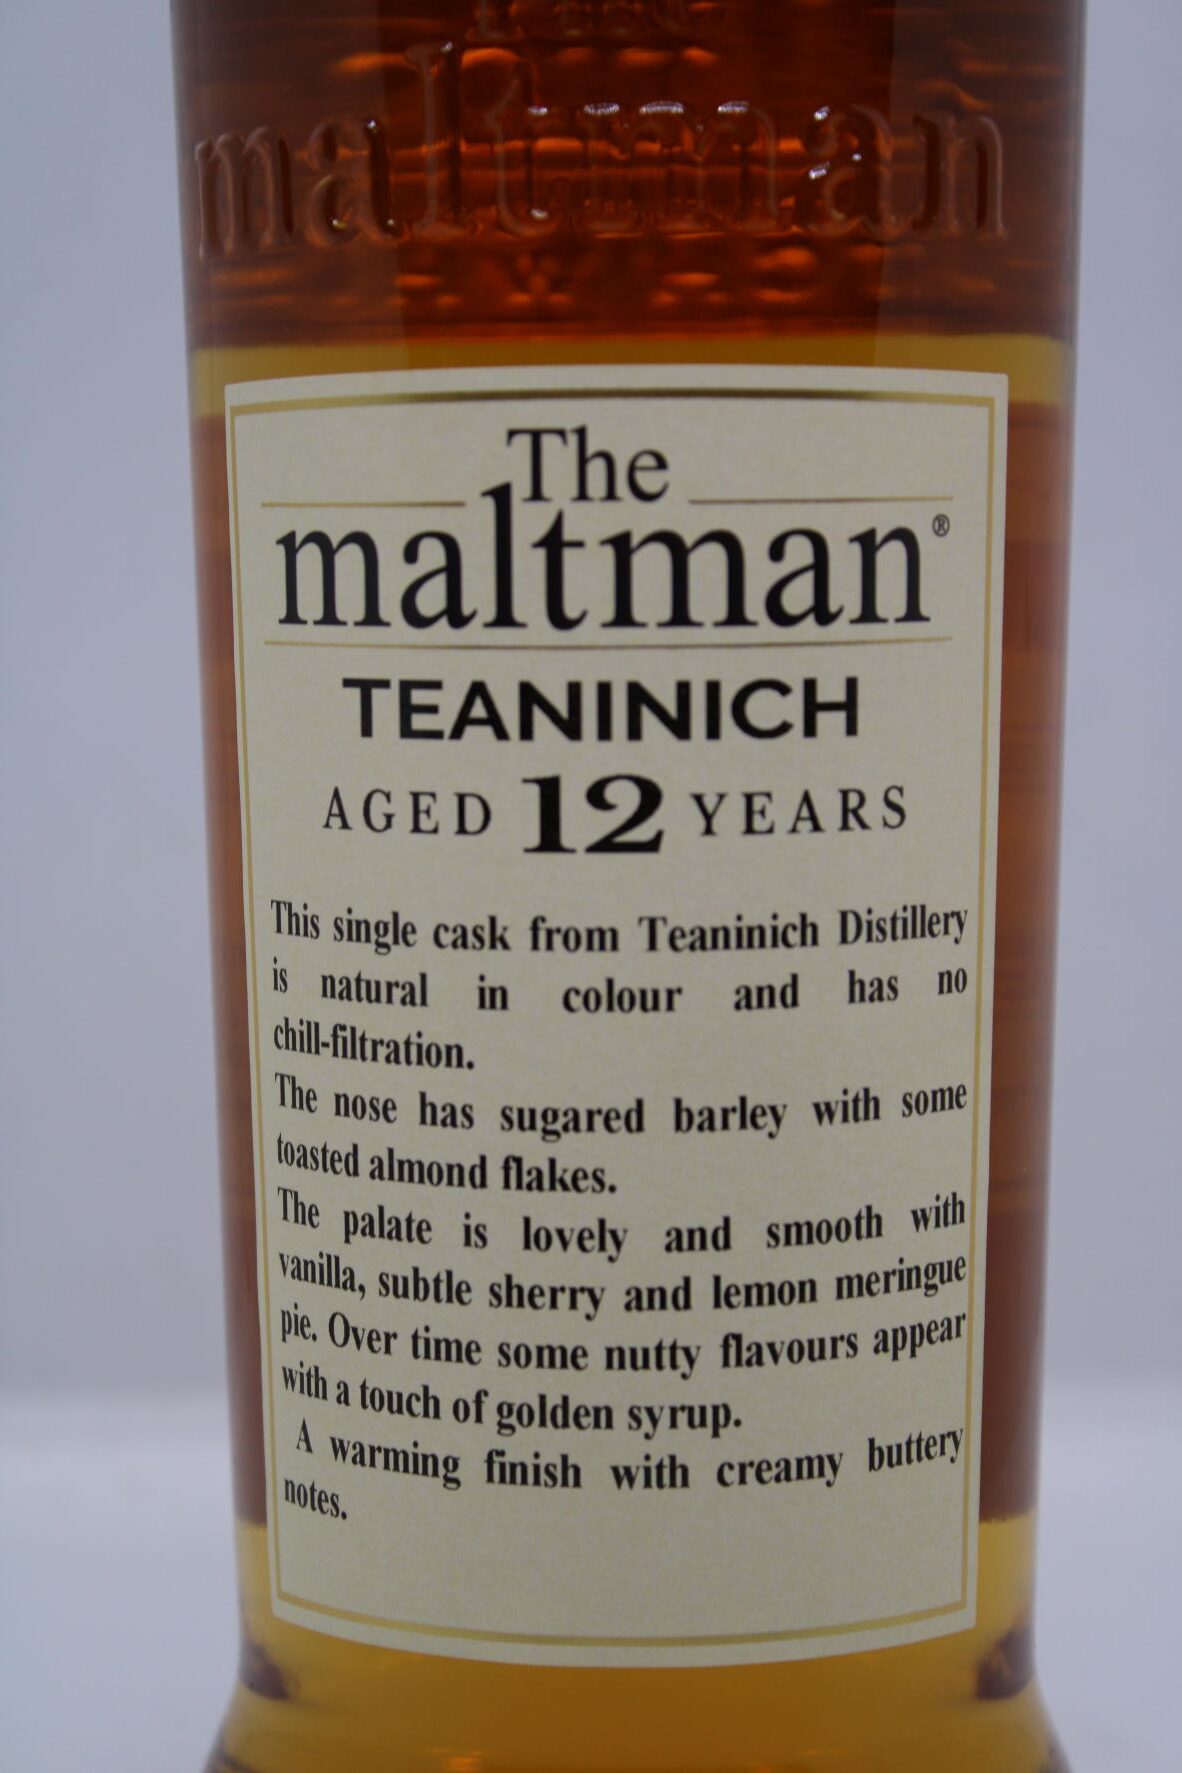 The
maltman
The
maltman®
TEANINICH
AGED 12 YEARS
This single cask from Teaninich Distillery
is natural in colour and has no
chill-filtration.
The nose has sugared barley with some
toasted almond flakes.
The palate is lovely and smooth with
vanilla, subtle sherry and lemon meringue
pie. Over time some nutty flavours appear
with a touch of golden syrup.
A warming finish with creamy buttery
notes.